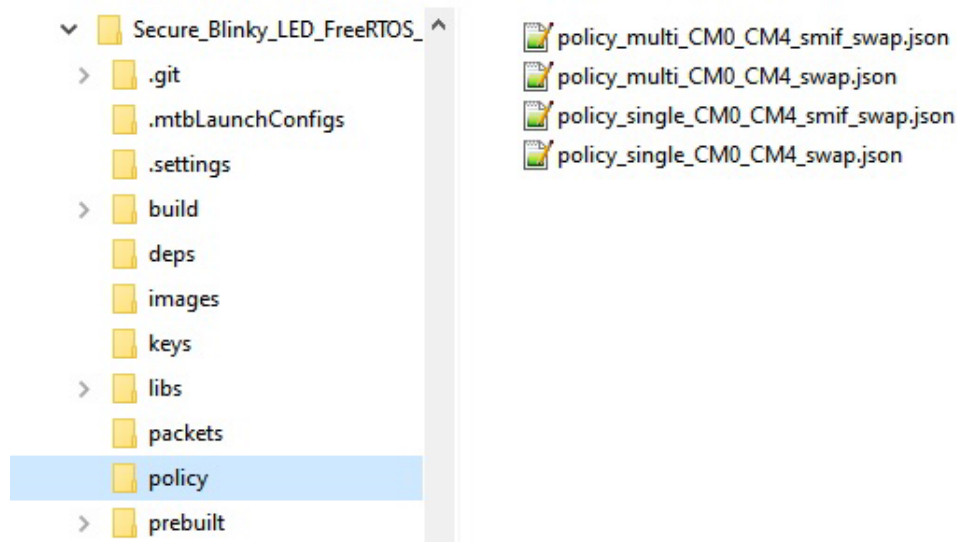 Secure_Blinky_LED_FreeRTOS_
.git
.mtbLaunchConfigs
.settings
build
deps
images
keys
libs
packets
policy
prebuilt
policy_multi_CM0_CM4_smif_swap.json
policy_multi_CM0_CM4_swap.json
policy_single_CM0_CM4_smif_swap.json
policy_single_CM0_CM4_swap.json